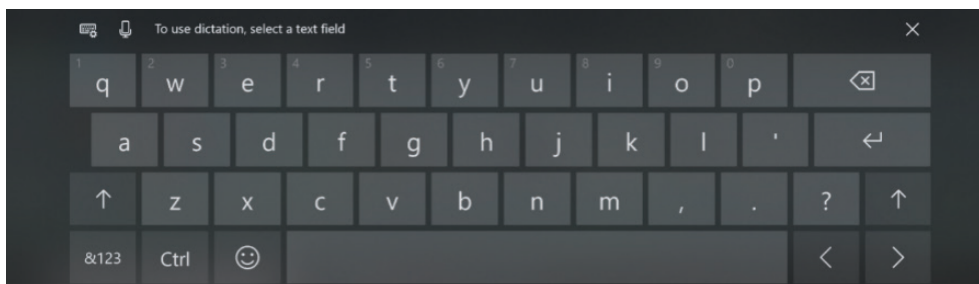 To use dictation, select a text field
1 2 3 4 5 6 7 8 9 0
q w e r t y u i o p
a s d f g h j k l '
z x c v b n m , . ?
&123 Ctrl